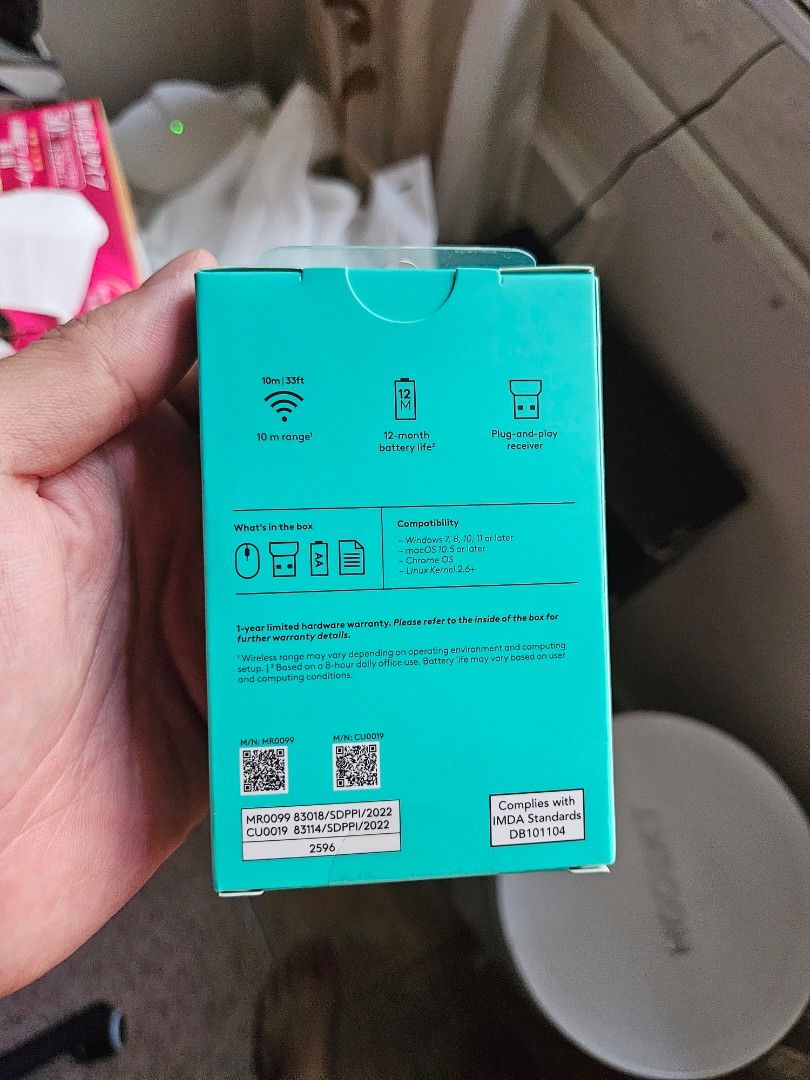 10m | 33ft
10 m range¹
12
M
12-month
battery life²
Plug-and-play
receiver
What's in the box
AA
Compatibility
– Windows 7, 8, 10, 11 or later
– macOS 10.5 or later
– Chrome OS
– Linux Kernel 2.6+
1-year limited hardware warranty. Please refer to the inside of the box for
further warranty details.
¹ Wireless range may vary depending on operating environment and computing
setup. | ² Based on a 8-hour daily office use. Battery life may vary based on user
and computing conditions.
M/N: MR0099
M/N: CU0019
MR0099 83018/SDPPI/2022
CU0019 83114/SDPPI/2022
2596
Complies with
IMDA Standards
DB101104